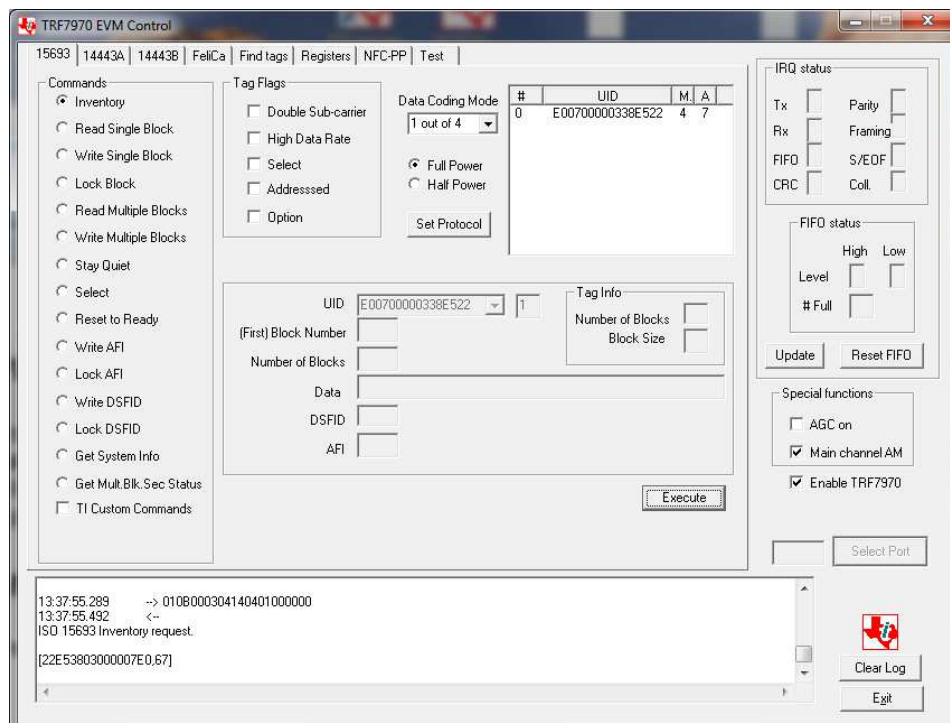 TRF7970 EVM Control
15693 14443A 14443B FeliCa Find tags Registers NFC-PP Test
Commands
Inventory
Read Single Block
Write Single Block
Lock Block
Read Multiple Blocks
Write Multiple Blocks
Stay Quiet
Select
Reset to Ready
Write AFI
Lock AFI
Write DSFID
Lock DSFID
Get System Info
Get Mult.Blk.Sec Status
TI Custom Commands
Tag Flags
Double Sub-carrier
High Data Rate
Select
Addresssed
Option
Data Coding Mode
1 out of 4
Full Power
Half Power
Set Protocol
# UID M. A
0 E00700000338E522 4 7
UID E00700000338E522 1
(First) Block Number
Number of Blocks
Data
DSFID
AFI
Tag Info
Number of Blocks
Block Size
Execute
IRQ status
Tx Parity
Rx Framing
FIFO S/EOF
CRC Coll.
FIFO status
High Low
Level
# Full
Update Reset FIFO
Special functions
AGC on
Main channel AM
Enable TRF7970
Select Port
13:37:55.289 --> 010B000304140401000000
13:37:55.492 <--
ISO 15693 Inventory request.
[22E53803000007E0,67]
Clear Log
Exit